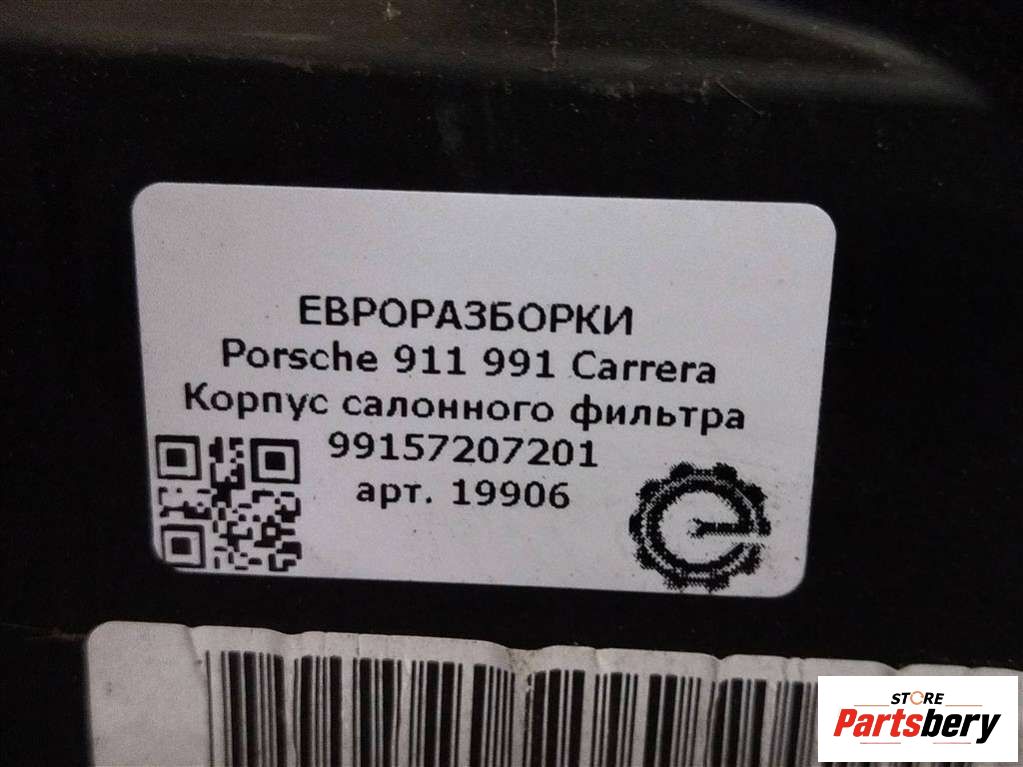 ЕВРОРАЗБОРКИ
Porsche 911 991 Carrera
Корпус салонного фильтра
99157207201
арт. 19906
STORE
Partsbery